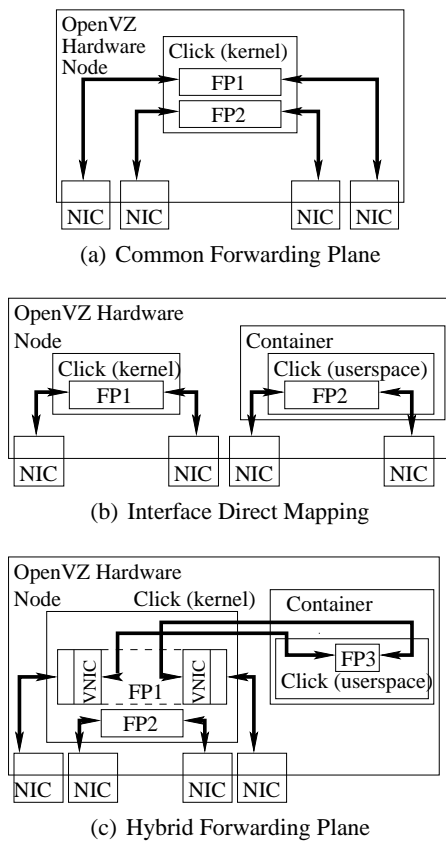 OpenVZ
Hardware
Node
Click (kernel)
FP1
FP2
NIC
NIC
NIC
NIC
(a) Common Forwarding Plane
OpenVZ Hardware
Node
Click (kernel)
FP1
Container
Click (userspace)
FP2
NIC
NIC
NIC
NIC
(b) Interface Direct Mapping
OpenVZ Hardware
Node
Click (kernel)
VNIC
FP1
VNIC
FP2
Container
FP3
Click (userspace)
NIC
NIC
NIC
NIC
(c) Hybrid Forwarding Plane